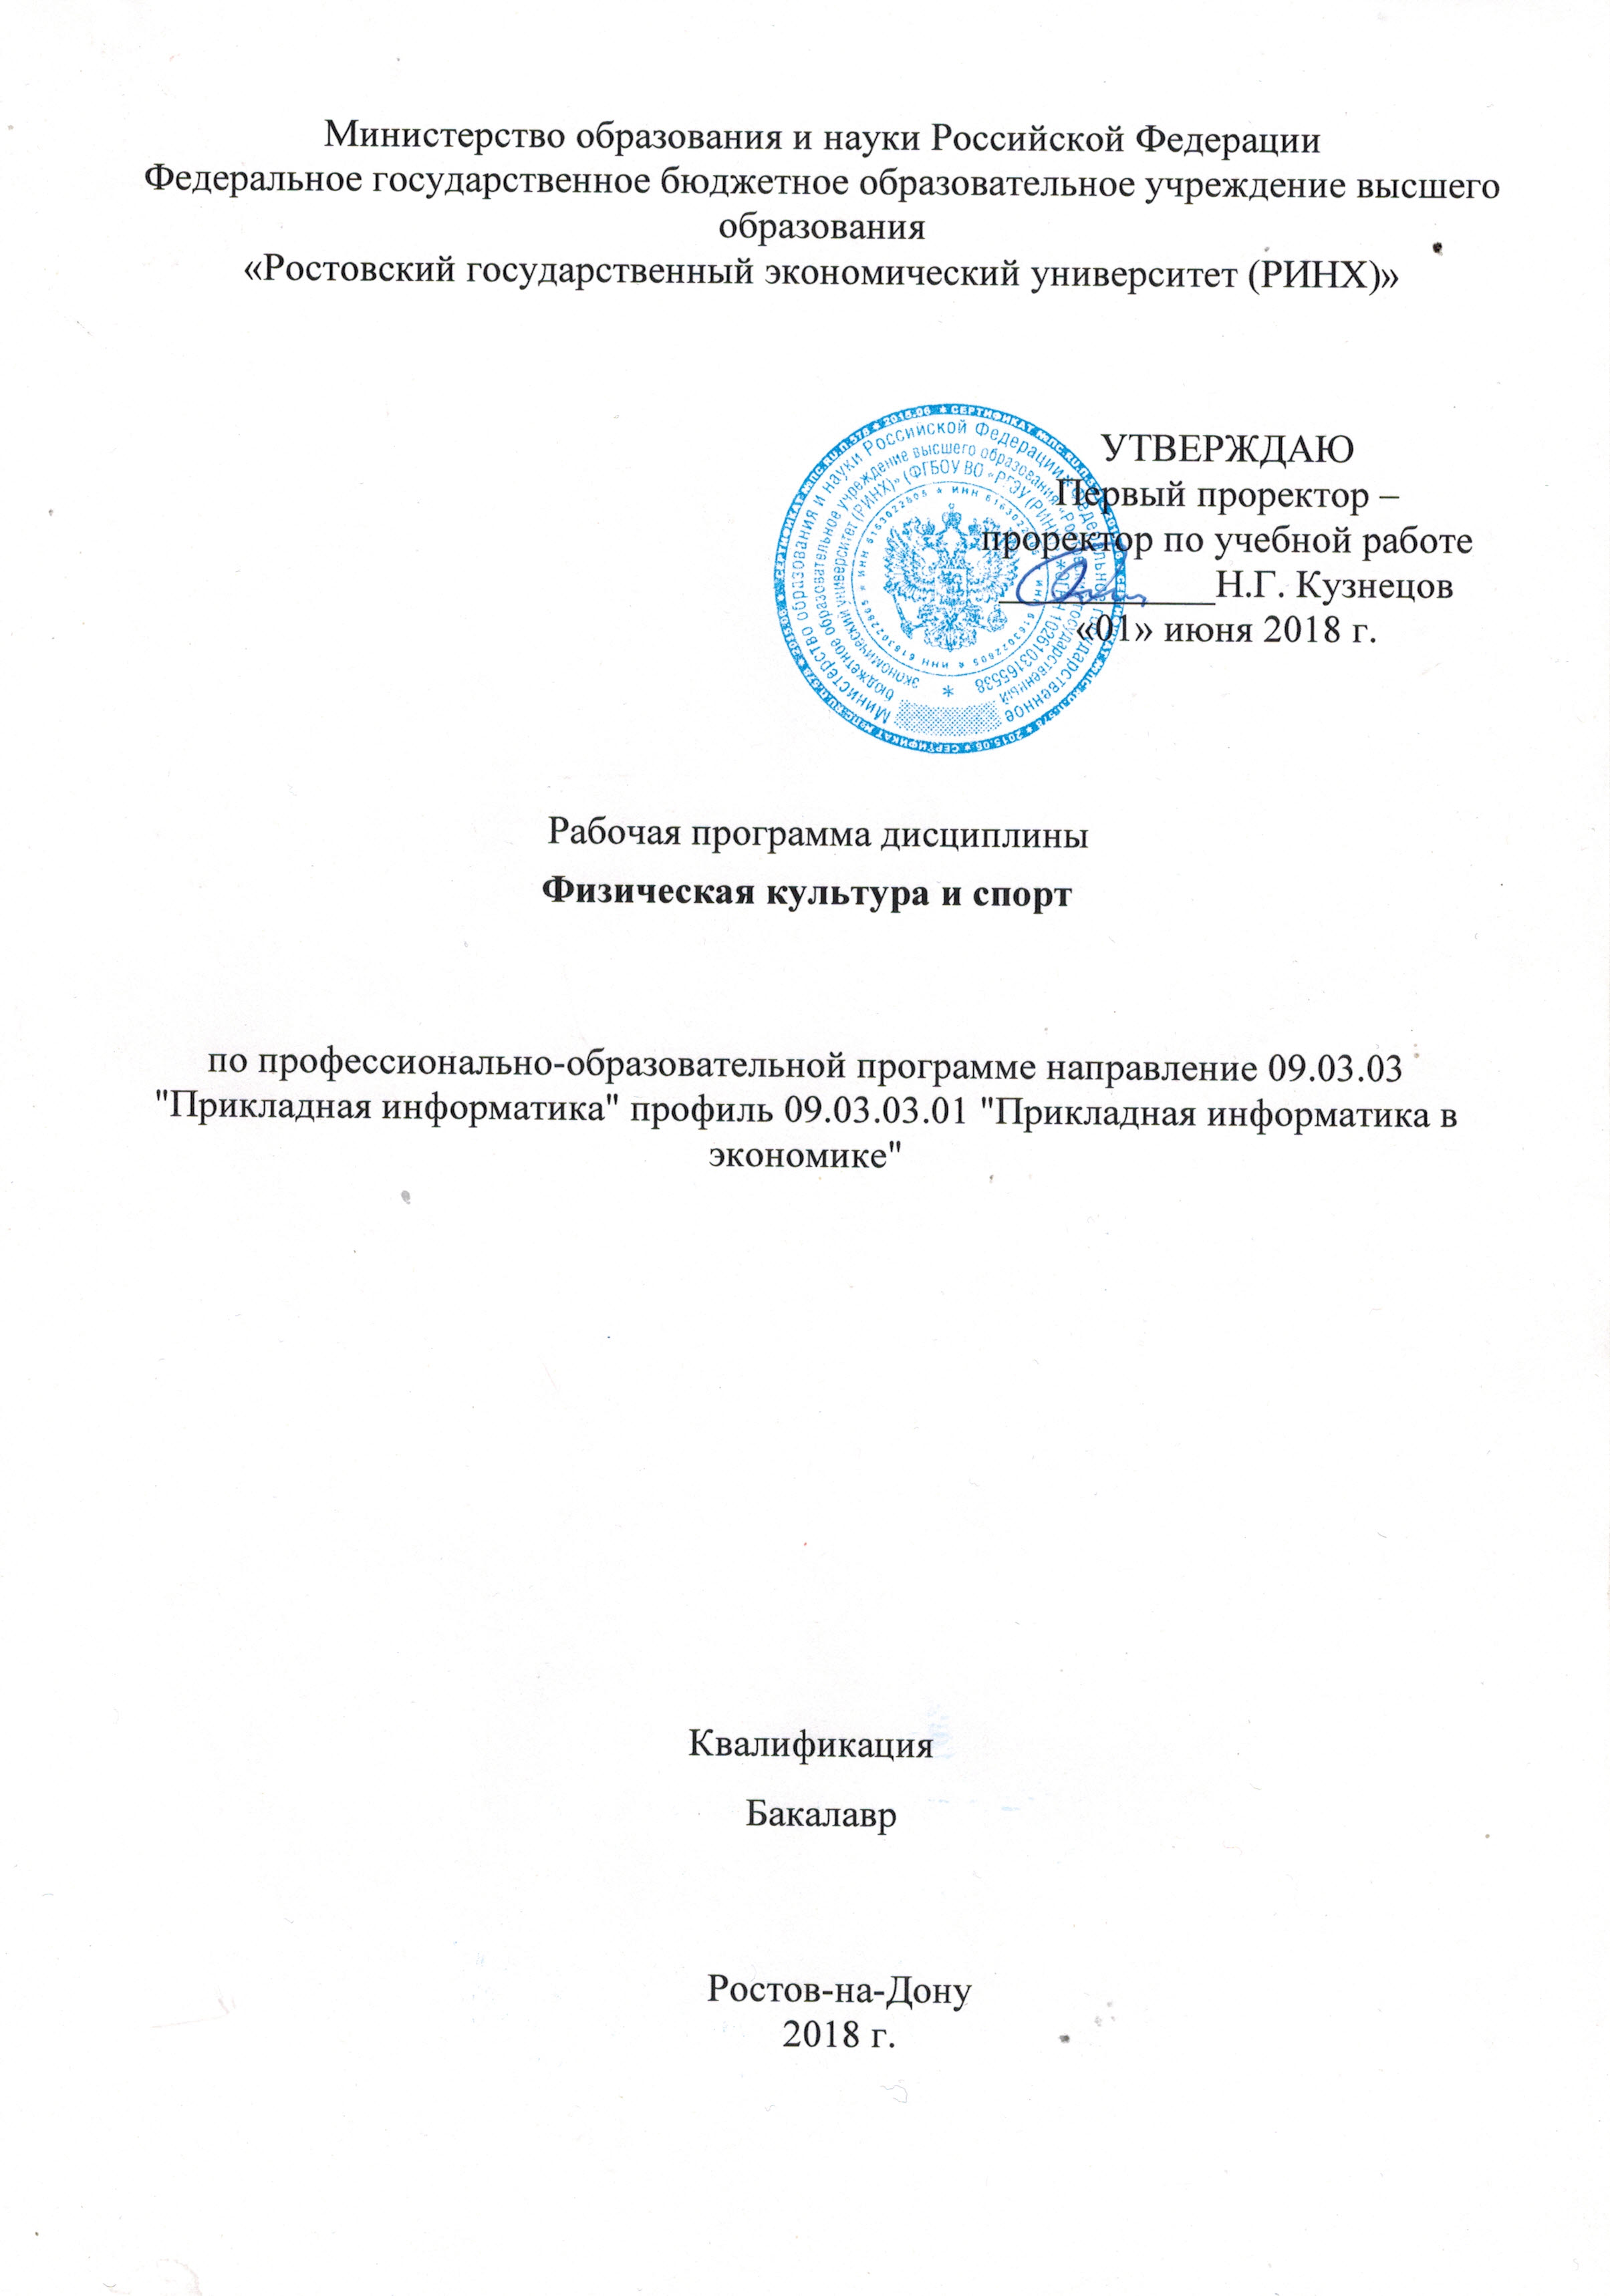 Министерство образования и науки Российской Федерации
Федеральное государственное бюджетное образовательное учреждение высшего
образования
«Ростовский государственный экономический университет (РИНХ)»
УТВЕРЖДАЮ
Первый проректор –
проректор по учебной работе
Н.Г. Кузнецов
«01» июня 2018 г.
Рабочая программа дисциплины
Физическая культура и спорт
по профессионально-образовательной программе направление 09.03.03
"Прикладная информатика" профиль 09.03.03.01 "Прикладная информатика в
экономике"
Квалификация
Бакалавр
Ростов-на-Дону
2018 г.